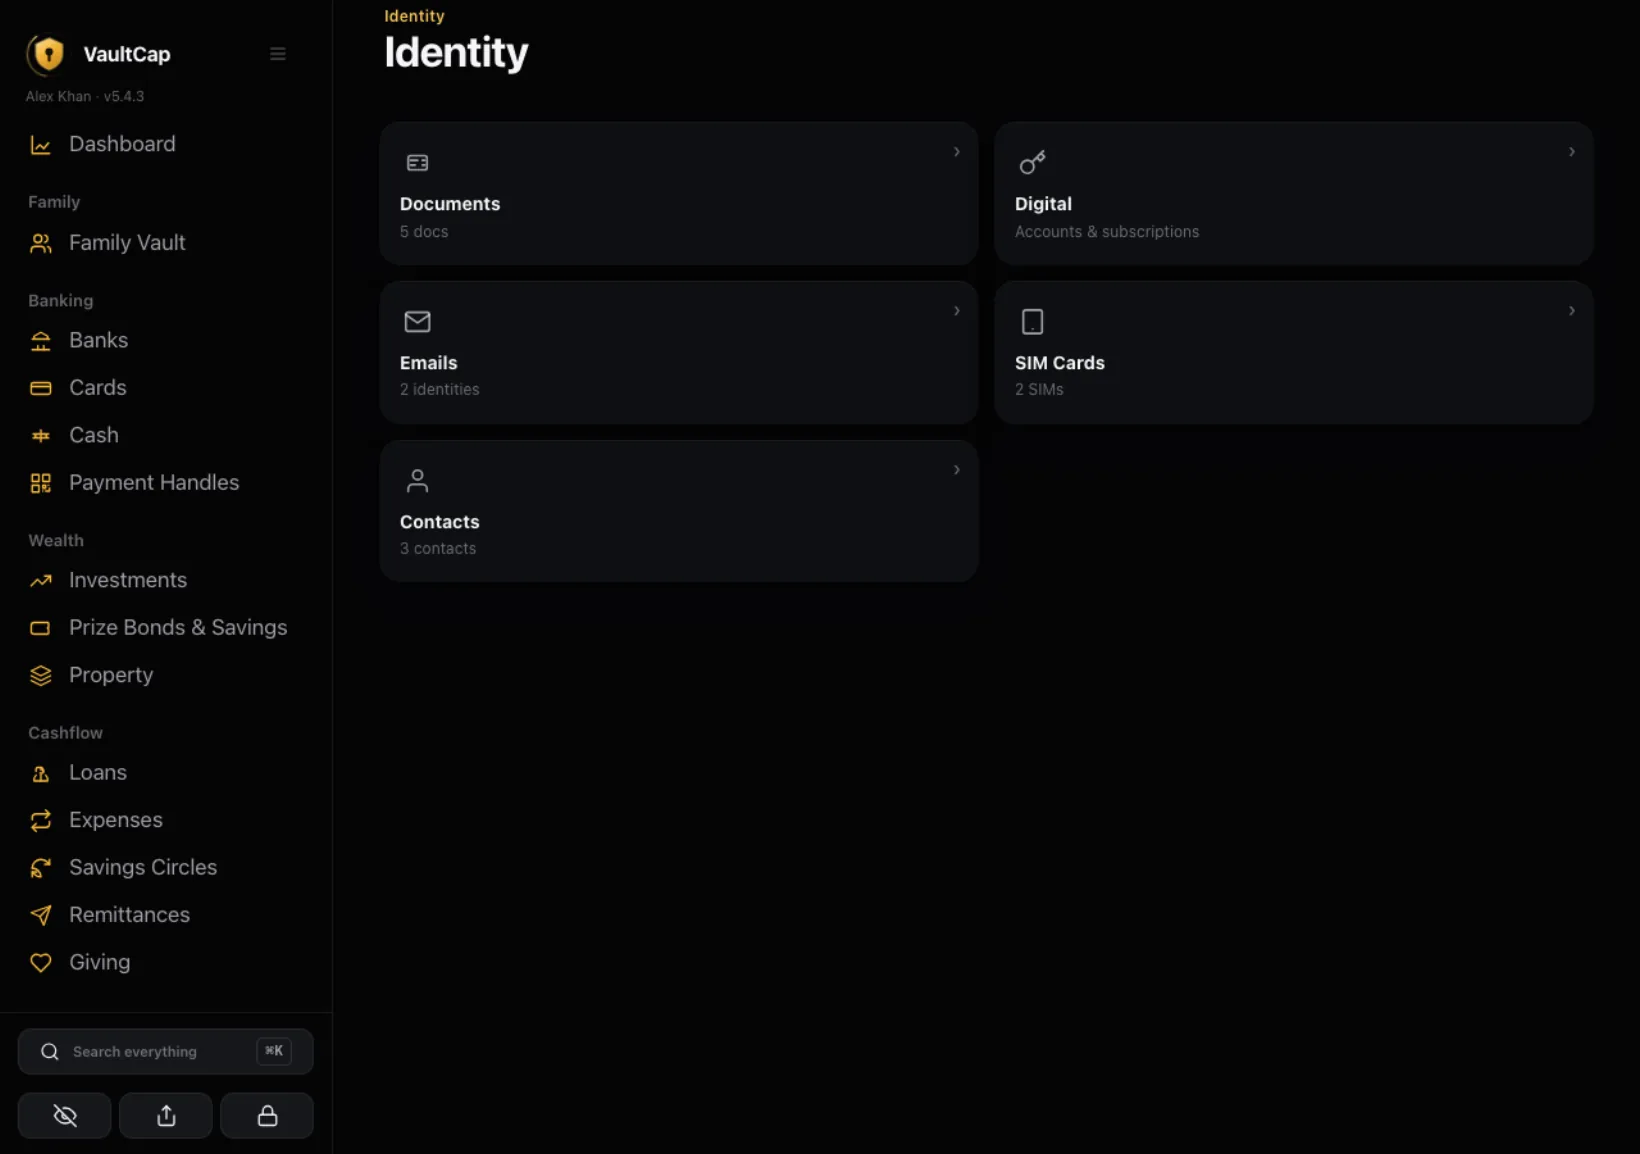 VaultCap
Alex Khan · v5.4.3
Dashboard
Family
Family Vault
Banking
Banks
Cards
Cash
Payment Handles
Wealth
Investments
Prize Bonds & Savings
Property
Cashflow
Loans
Expenses
Savings Circles
Remittances
Giving
Search everything ⌘K
Identity
Identity
Documents
5 docs
Digital
Accounts & subscriptions
Emails
2 identities
SIM Cards
2 SIMs
Contacts
3 contacts